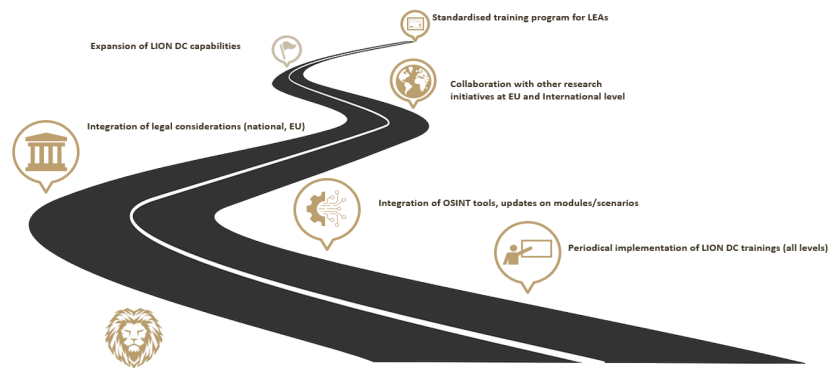 Standardised training program for LEAs
Expansion of LION DC capabilities
Collaboration with other research
initiatives at EU and International level
Integration of legal considerations (national, EU)
Integration of OSINT tools, updates on modules/scenarios
Periodical implementation of LION DC trainings (all levels)